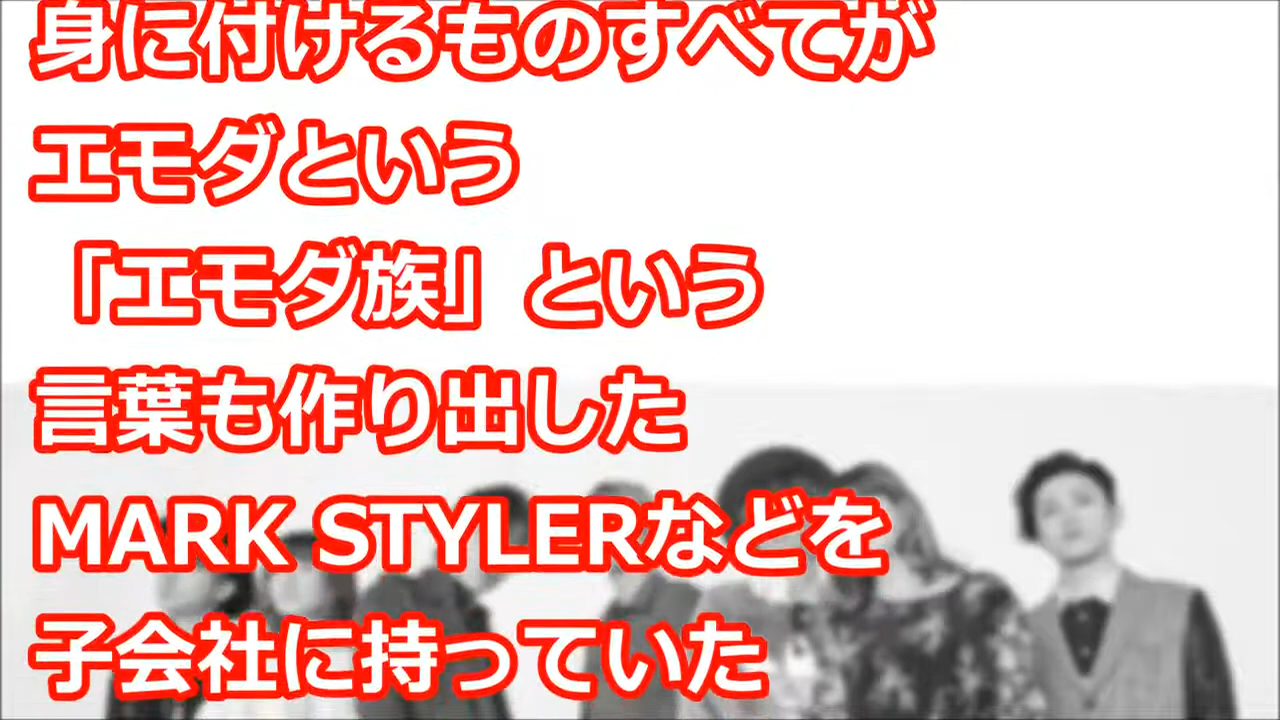 身に付けるものすべてが
エモダという
「エモダ族」という
言葉も作り出した
MARK STYLERなどを
子会社に持っていた